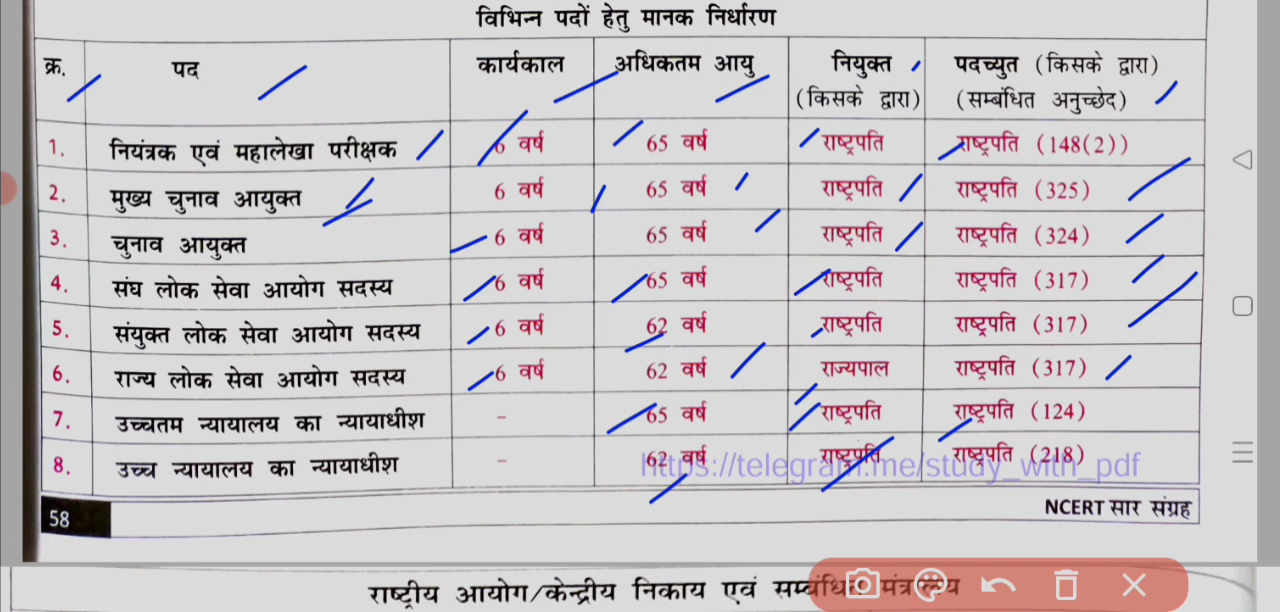 विभिन्न पदों हेतु मानक निर्धारण
क्र. पद कार्यकाल अधिकतम आयु नियुक्त (किसके द्वारा) पदच्युत (किसके द्वारा) (सम्बंधित अनुच्छेद)
1. नियंत्रक एवं महालेखा परीक्षक 6 वर्ष 65 वर्ष राष्ट्रपति राष्ट्रपति (148(2))
2. मुख्य चुनाव आयुक्त 6 वर्ष 65 वर्ष राष्ट्रपति राष्ट्रपति (325)
3. चुनाव आयुक्त 6 वर्ष 65 वर्ष राष्ट्रपति राष्ट्रपति (324)
4. संघ लोक सेवा आयोग सदस्य 6 वर्ष 65 वर्ष राष्ट्रपति राष्ट्रपति (317)
5. संयुक्त लोक सेवा आयोग सदस्य 6 वर्ष 62 वर्ष राष्ट्रपति राष्ट्रपति (317)
6. राज्य लोक सेवा आयोग सदस्य 6 वर्ष 62 वर्ष राज्यपाल राष्ट्रपति (317)
7. उच्चतम न्यायालय का न्यायाधीश – 65 वर्ष राष्ट्रपति राष्ट्रपति (124)
8. उच्च न्यायालय का न्यायाधीश – 62 वर्ष राष्ट्रपति राष्ट्रपति (218)
https://telegram.me/study_with_pdf
58 NCERT सार संग्रह
राष्ट्रीय आयोग/केन्द्रीय निकाय एवं सम्बंधित मंत्रालय